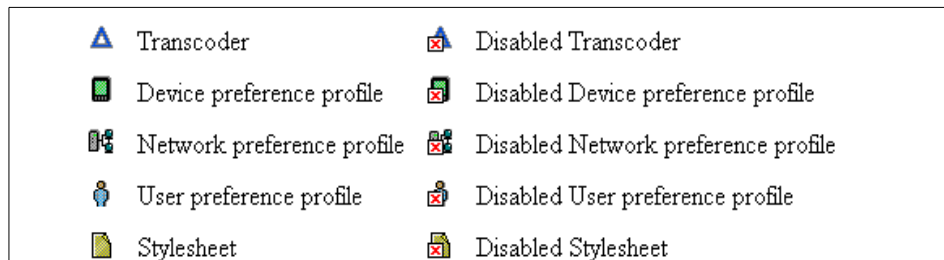 Transcoder Disabled Transcoder
Device preference profile Disabled Device preference profile
Network preference profile Disabled Network preference profile
User preference profile Disabled User preference profile
Stylesheet Disabled Stylesheet